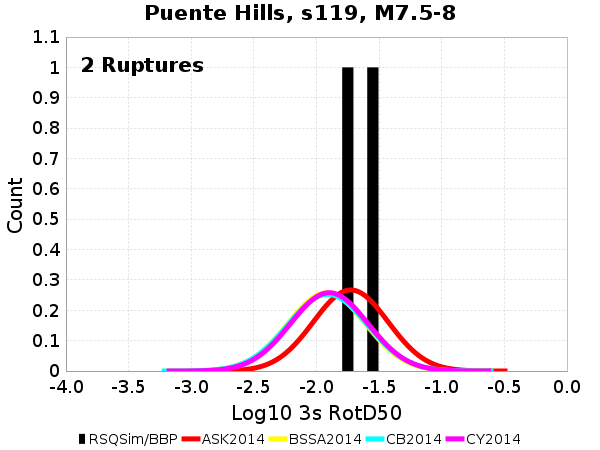 Puente Hills, s119, M7.5-8
2 Ruptures
Count
1.1
1
0.9
0.8
0.7
0.6
0.5
0.4
0.3
0.2
0.1
0
-4.0 -3.5 -3.0 -2.5 -2.0 -1.5 -1.0 -0.5 0.0
Log10 3s RotD50
RSQSim/BBP ASK2014 BSSA2014 CB2014 CY2014